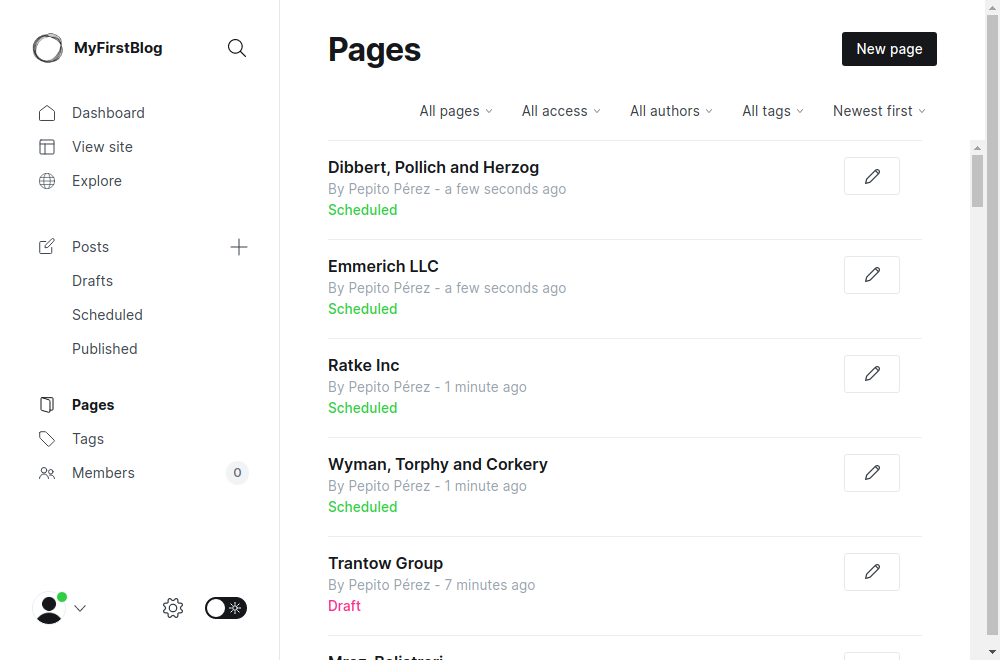 MyFirstBlog
Dashboard
View site
Explore
Posts
Drafts
Scheduled
Published
Pages
Tags
Members 0
Pages
New page
All pages All access All authors All tags Newest first
Dibbert, Pollich and Herzog
By Pepito Pérez - a few seconds ago
Scheduled
Emmerich LLC
By Pepito Pérez - a few seconds ago
Scheduled
Ratke Inc
By Pepito Pérez - 1 minute ago
Scheduled
Wyman, Torphy and Corkery
By Pepito Pérez - 1 minute ago
Scheduled
Trantow Group
By Pepito Pérez - 7 minutes ago
Draft